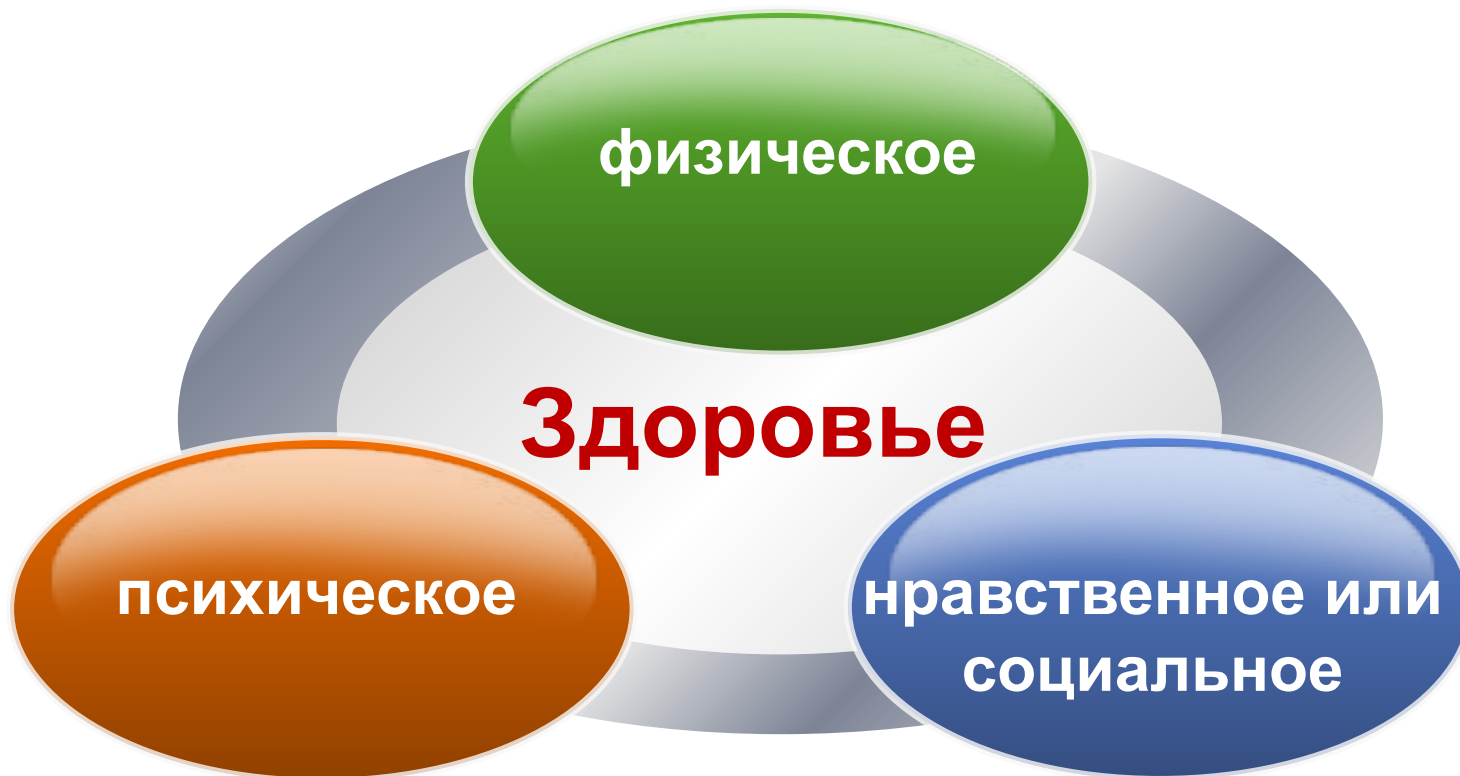 физическое
Здоровье
психическое
нравственное или
социальное